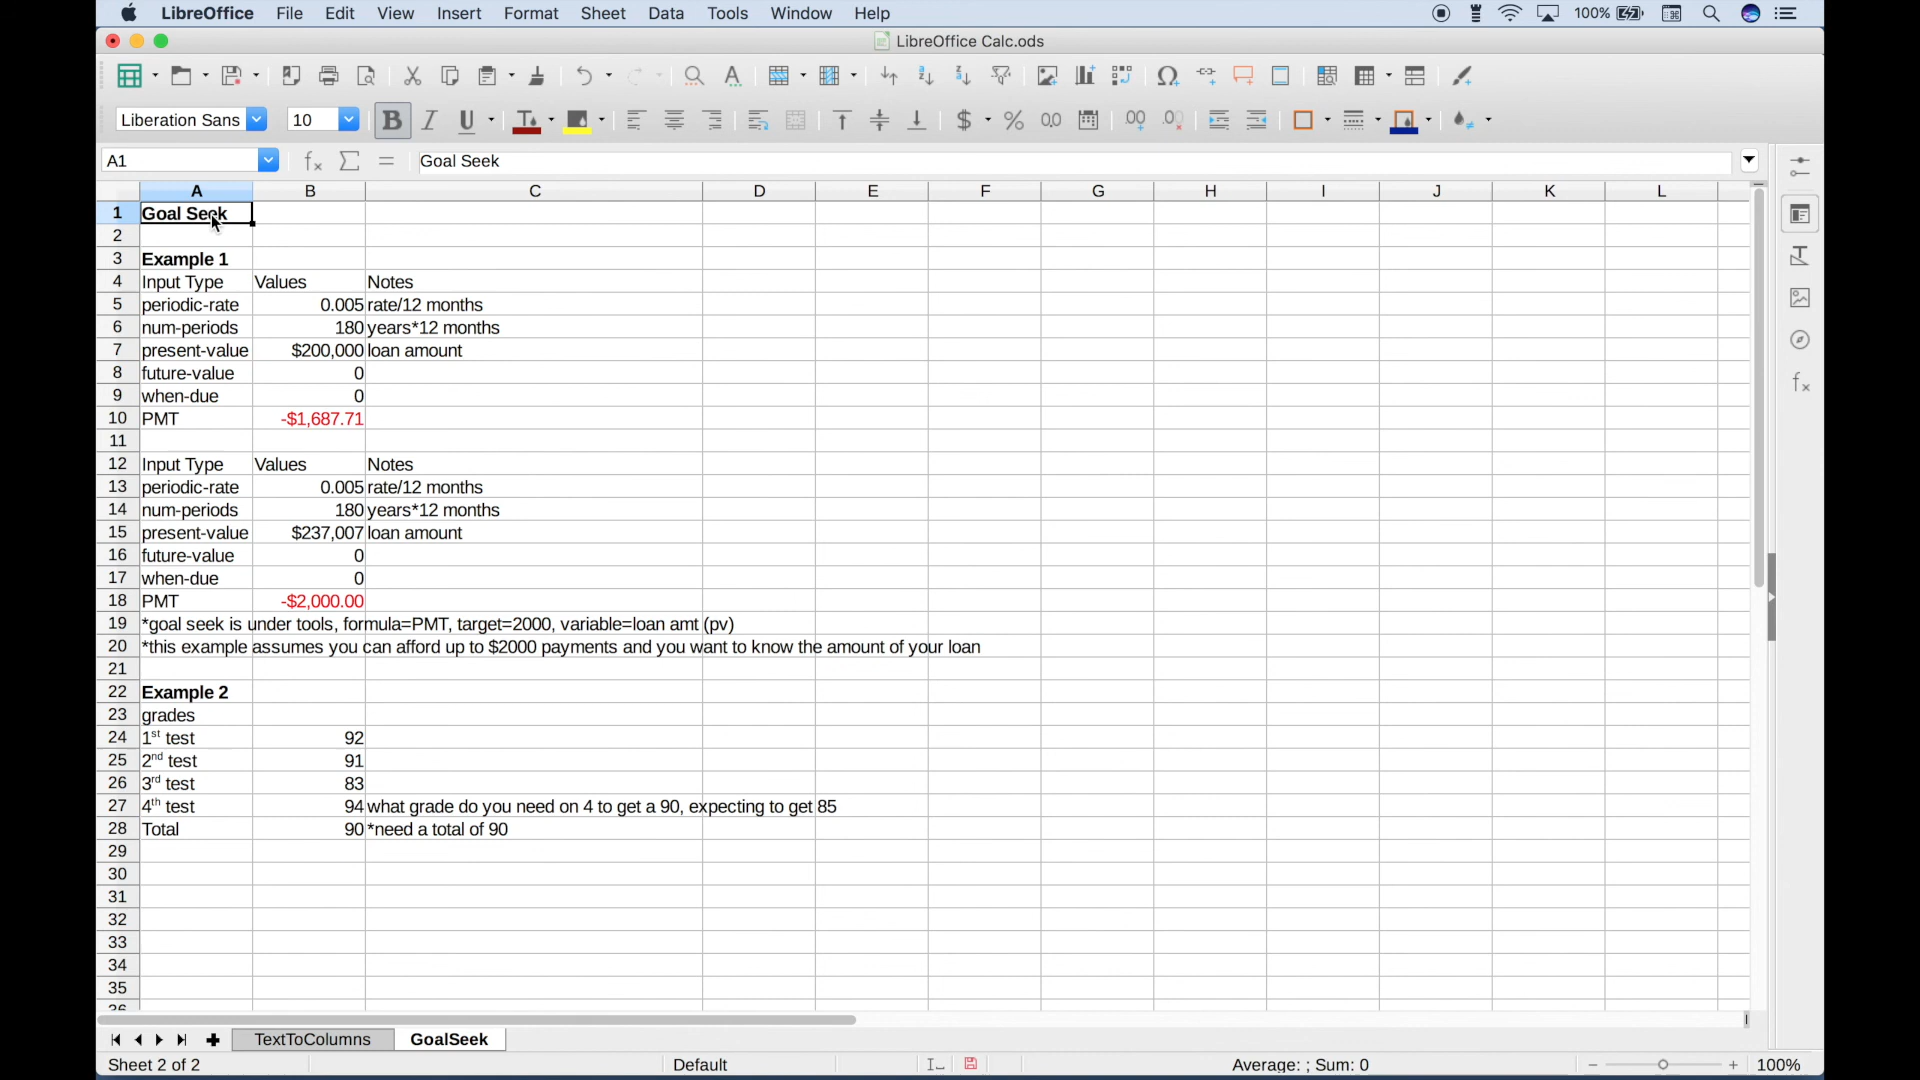 LibreOffice File Edit View Insert Format Sheet Data Tools Window Help 100%
LibreOffice Calc.ods
Liberation Sans 10
A1 Goal Seek
A B C D E F G H I J K L
1 Goal Seek
2
3 Example 1
4 Input Type Values Notes
5 periodic-rate 0.005 rate/12 months
6 num-periods 180 years*12 months
7 present-value $200,000 loan amount
8 future-value 0
9 when-due 0
10 PMT -$1,687.71
11
12 Input Type Values Notes
13 periodic-rate 0.005 rate/12 months
14 num-periods 180 years*12 months
15 present-value $237,007 loan amount
16 future-value 0
17 when-due 0
18 PMT -$2,000.00
19 *goal seek is under tools, formula=PMT, target=2000, variable=loan amt (pv)
20 *this example assumes you can afford up to $2000 payments and you want to know the amount of your loan
21
22 Example 2
23 grades
24 1st test 92
25 2nd test 91
26 3rd test 83
27 4th test 94 what grade do you need on 4 to get a 90, expecting to get 85
28 Total 90 *need a total of 90
29
30
31
32
33
34
35
36
TextToColumns GoalSeek
Sheet 2 of 2 Default Average: ; Sum: 0 100%